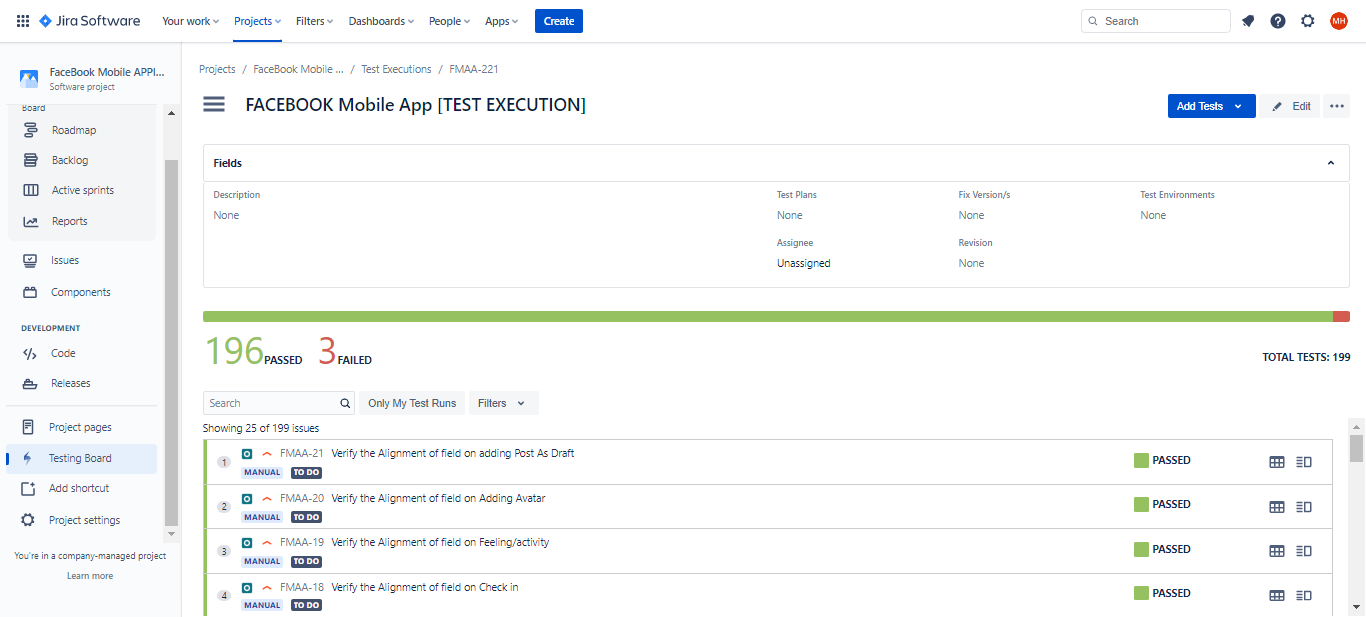 Jira Software Your work Projects Filters Dashboards People Apps Create Search MH
FaceBook Mobile APPl...
Software project
Board
Roadmap
Backlog
Active sprints
Reports
Issues
Components
DEVELOPMENT
Code
Releases
Project pages
Testing Board
Add shortcut
Project settings
You're in a company-managed project
Learn more
Projects / FaceBook Mobile ... / Test Executions / FMAA-221
FACEBOOK Mobile App [TEST EXECUTION]
Add Tests Edit
Fields
Description Test Plans Fix Version/s Test Environments
None None None None
Assignee Revision
Unassigned None
196 PASSED 3 FAILED TOTAL TESTS: 199
Search Only My Test Runs Filters
Showing 25 of 199 issues
1 FMAA-21 Verify the Alignment of field on adding Post As Draft PASSED
MANUAL TO DO
2 FMAA-20 Verify the Alignment of field on Adding Avatar PASSED
MANUAL TO DO
3 FMAA-19 Verify the Alignment of field on Feeling/activity PASSED
MANUAL TO DO
4 FMAA-18 Verify the Alignment of field on Check in PASSED
MANUAL TO DO